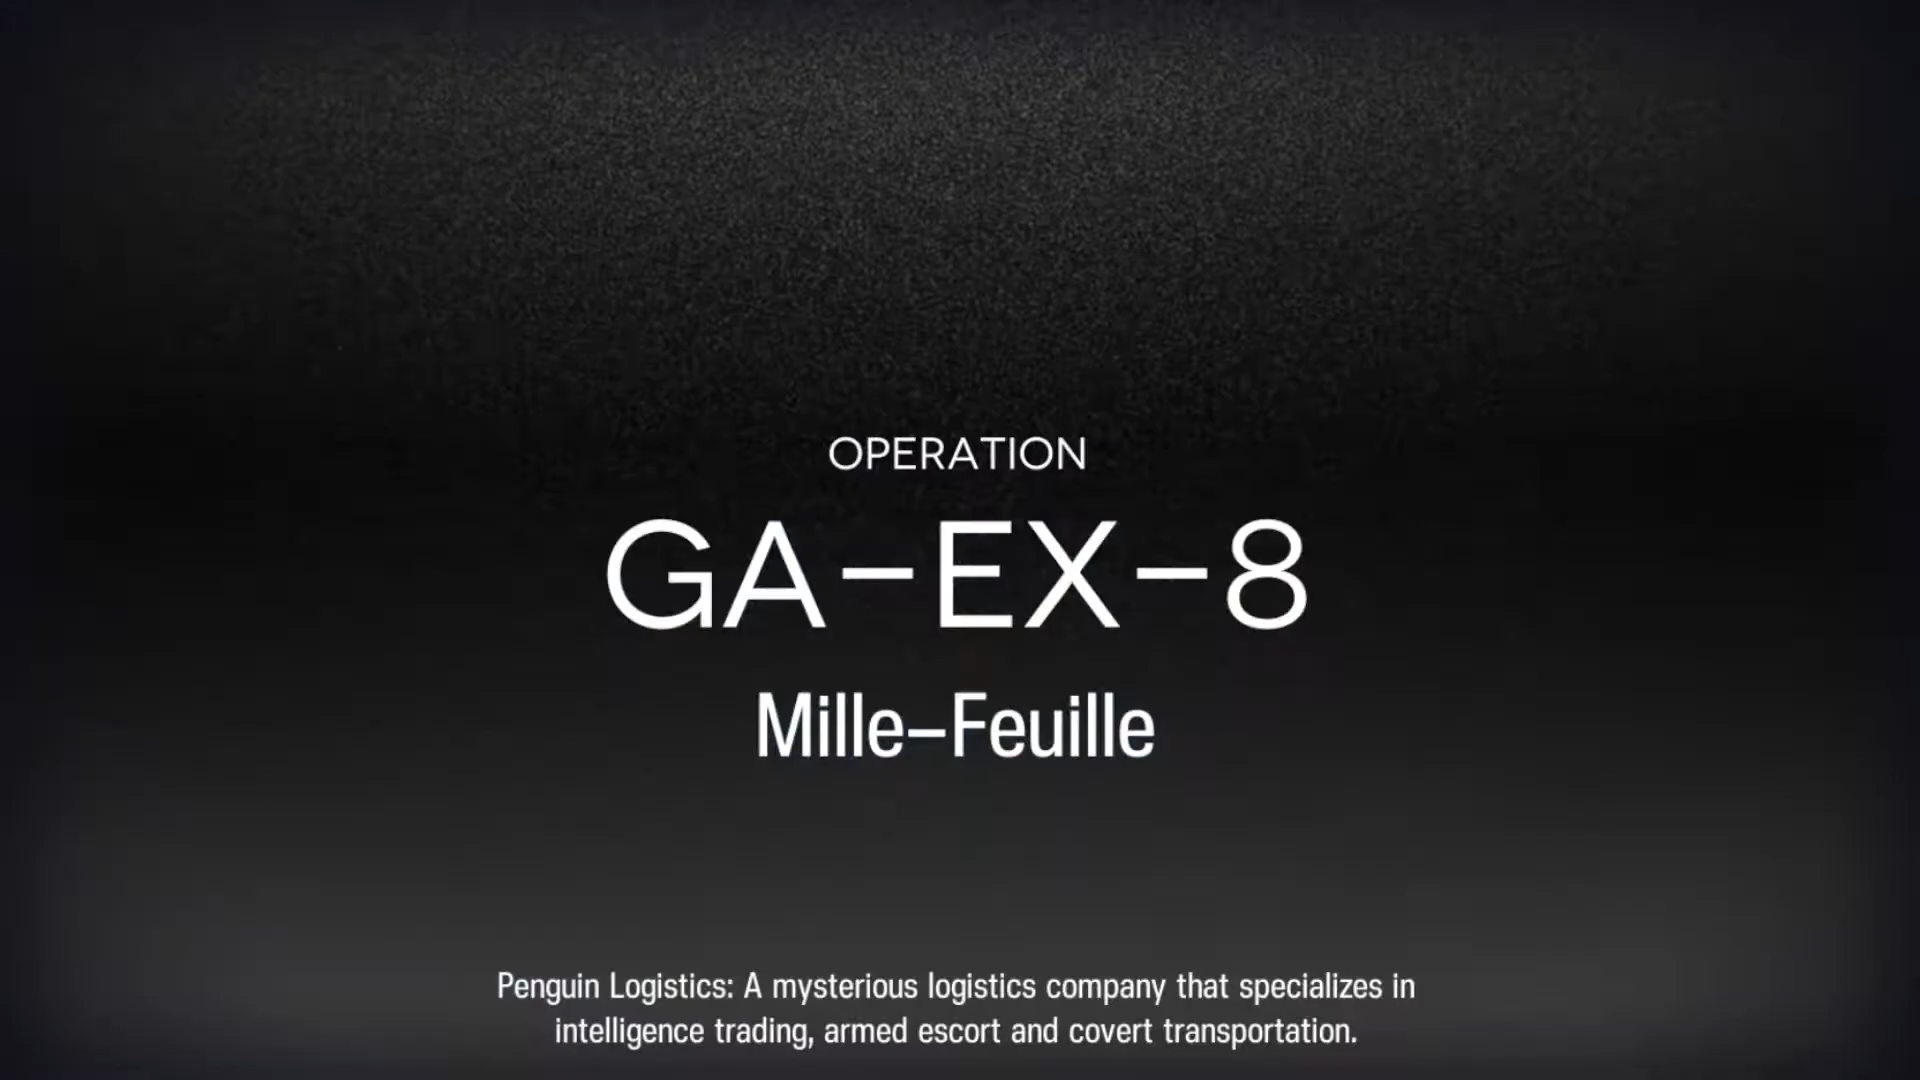 OPERATION
GA-EX-8
Mille-Feuille
Penguin Logistics: A mysterious logistics company that specializes in
intelligence trading, armed escort and covert transportation.